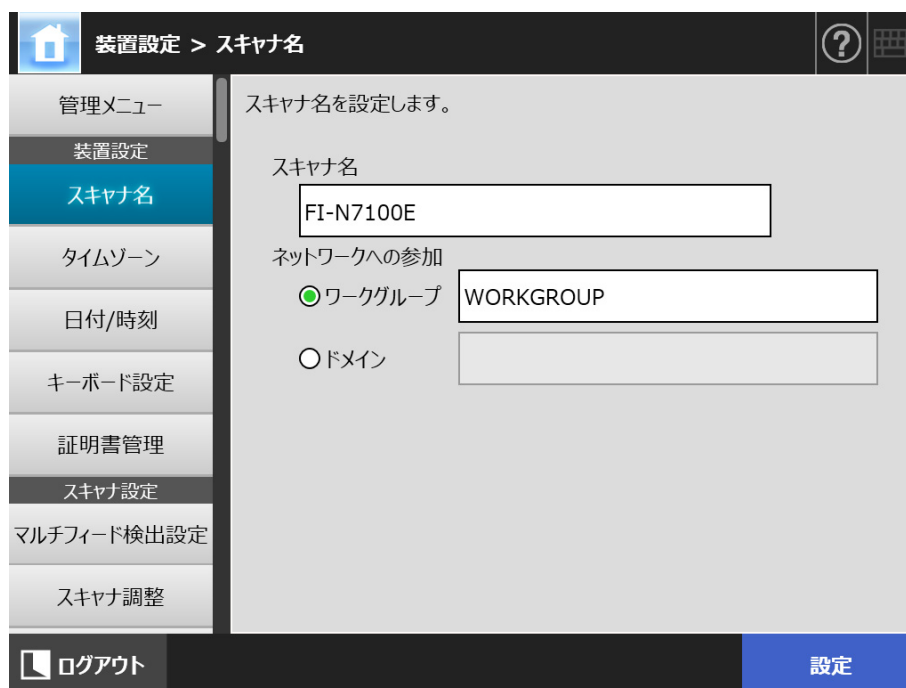 装置設定 > スキャナ名
?
管理メニュー
装置設定
スキャナ名
タイムゾーン
日付/時刻
キーボード設定
証明書管理
スキャナ設定
マルチフィード検出設定
スキャナ調整
スキャナ名を設定します。
スキャナ名
FI-N7100E
ネットワークへの参加
ワークグループ WORKGROUP
ドメイン
ログアウト
設定